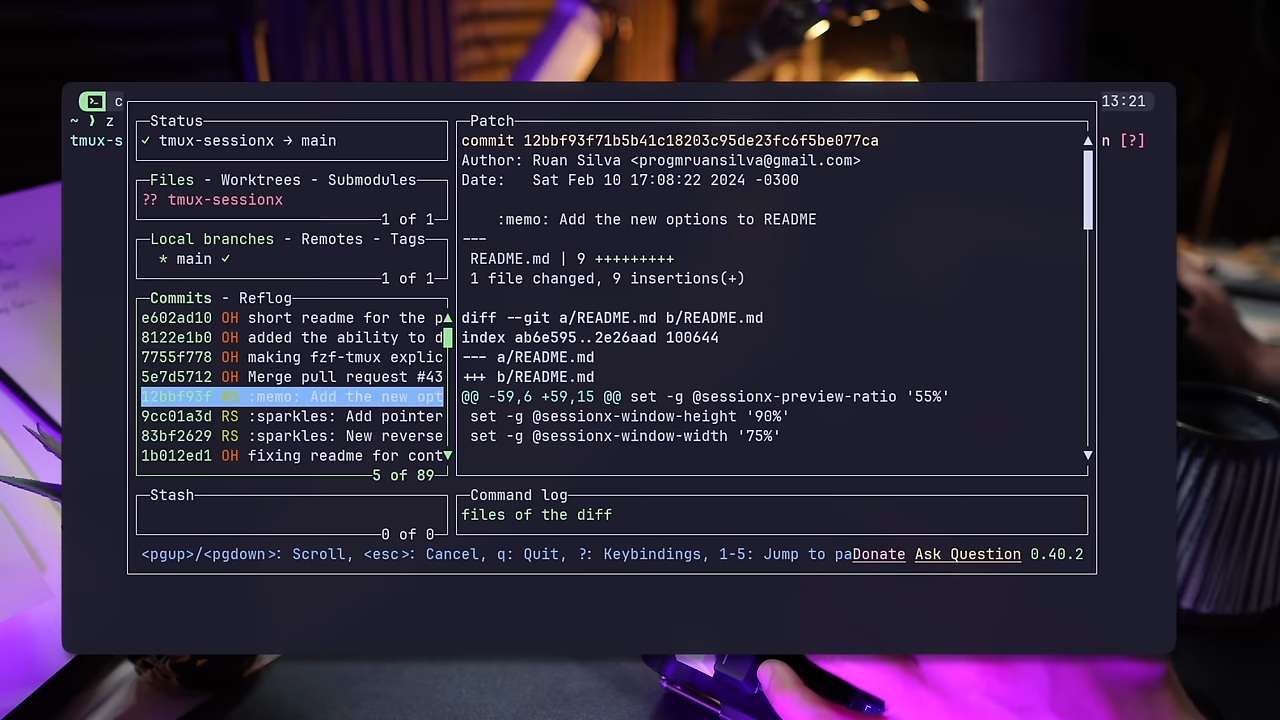 c
13:21
~ ❯ z
tmux-s
n [?]
Status
✓ tmux-sessionx → main
Files - Worktrees - Submodules
?? tmux-sessionx
1 of 1
Local branches - Remotes - Tags
* main ✓
1 of 1
Commits - Reflog
e602ad10 OH short readme for the p
8122e1b0 OH added the ability to d
7755f778 OH making fzf-tmux explic
5e7d5712 OH Merge pull request #43
12bbf93f RS :memo: Add the new opt
9cc01a3d RS :sparkles: Add pointer
83bf2629 RS :sparkles: New reverse
1b012ed1 OH fixing readme for cont
5 of 89
Stash
0 of 0
Patch
commit 12bbf93f71b5b41c18203c95de23fc6f5be077ca
Author: Ruan Silva <progmruansilva@gmail.com>
Date:   Sat Feb 10 17:08:22 2024 -0300
:memo: Add the new options to README
---
README.md | 9 +++++++++
1 file changed, 9 insertions(+)
diff --git a/README.md b/README.md
index ab6e595..2e26aad 100644
--- a/README.md
+++ b/README.md
@@ -59,6 +59,15 @@ set -g @sessionx-preview-ratio '55%'
set -g @sessionx-window-height '90%'
set -g @sessionx-window-width '75%'
Command log
files of the diff
<pgup>/<pgdown>: Scroll, <esc>: Cancel, q: Quit, ?: Keybindings, 1-5: Jump to paDonate Ask Question 0.40.2